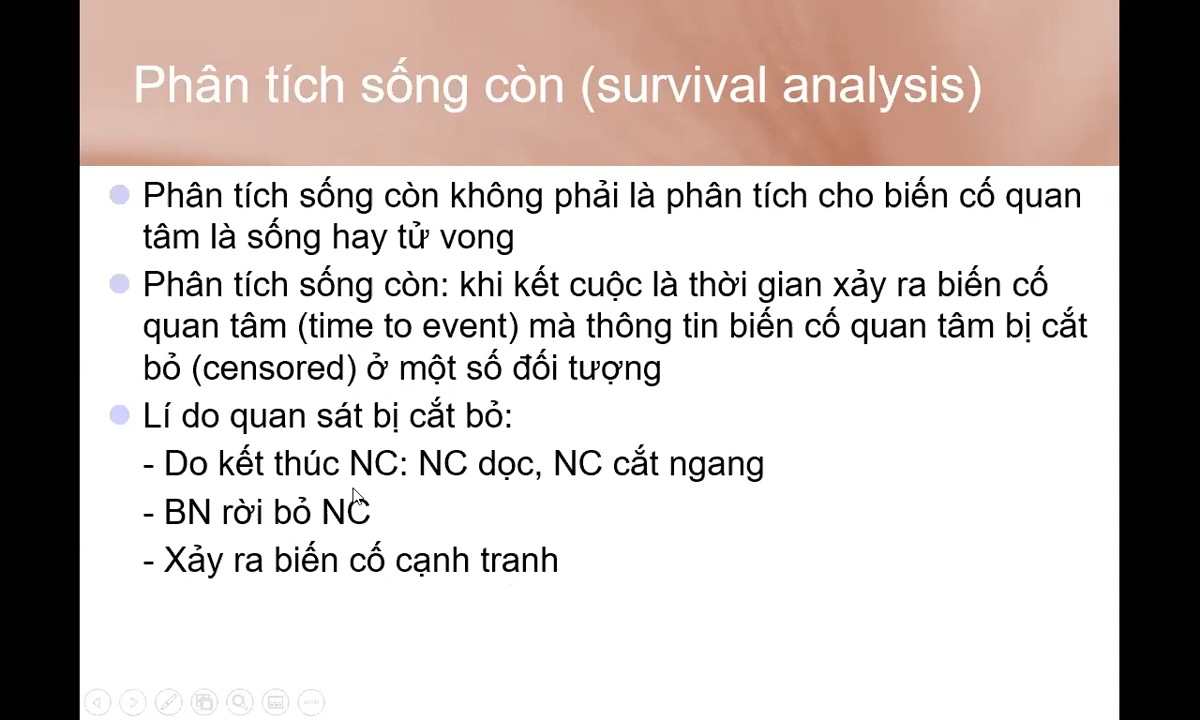 Phân tích sống còn (survival analysis)
Phân tích sống còn không phải là phân tích cho biến cố quan
tâm là sống hay tử vong
Phân tích sống còn: khi kết cuộc là thời gian xảy ra biến cố
quan tâm (time to event) mà thông tin biến cố quan tâm bị cắt
bỏ (censored) ở một số đối tượng
Lí do quan sát bị cắt bỏ:
- Do kết thúc NC: NC dọc, NC cắt ngang
- BN rời bỏ NC
- Xảy ra biến cố cạnh tranh